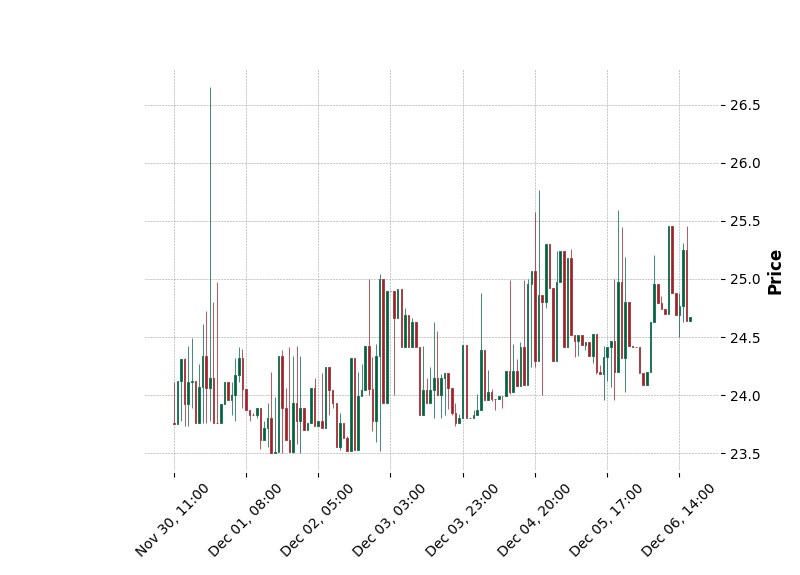 26.5
26.0
25.5
25.0
24.5
24.0
23.5
Price
Nov 30, 11:00
Dec 01, 08:00
Dec 02, 05:00
Dec 03, 03:00
Dec 03, 23:00
Dec 04, 20:00
Dec 05, 17:00
Dec 06, 14:00